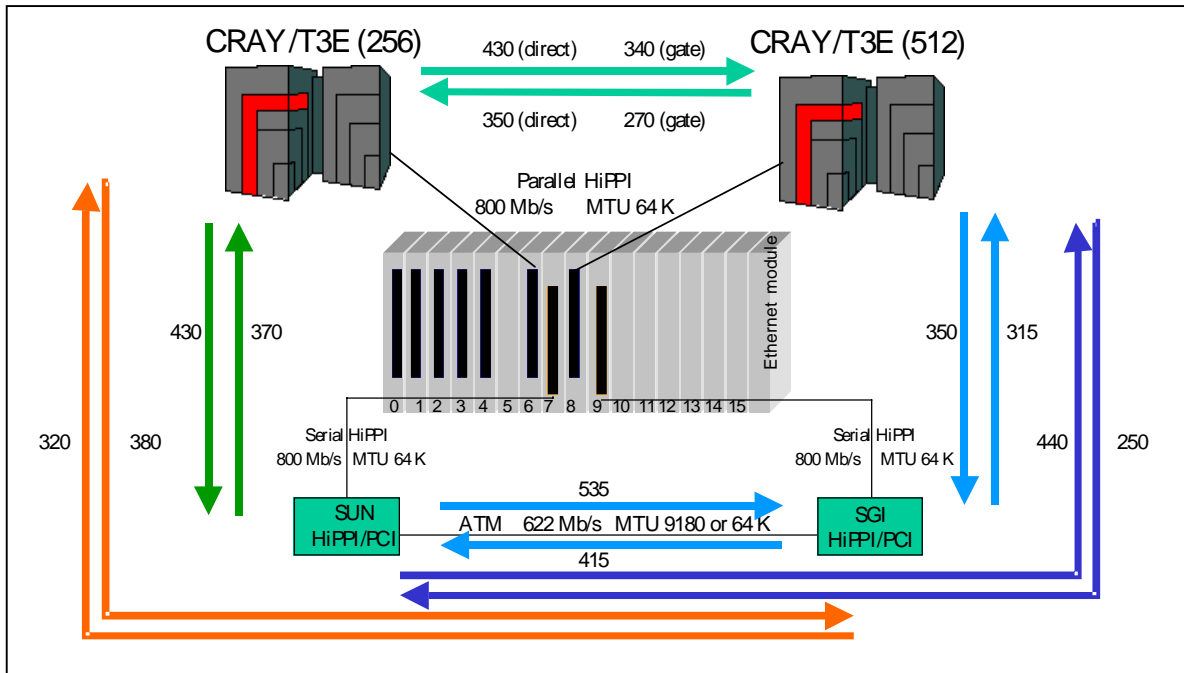 CRAY/T3E (256)
CRAY/T3E (512)
430 (direct) 340 (gate)
350 (direct) 270 (gate)
Parallel HiPPI
800 Mb/s MTU 64 K
Ethernet module
430
370
350
315
0 1 2 3 4 5 6 7 8 9 10 11 12 13 14 15
320
380
440
250
Serial HiPPI
800 Mb/s MTU 64 K
Serial HiPPI
800 Mb/s MTU 64 K
535
SUN
HiPPI/PCI
ATM 622 Mb/s MTU 9180 or 64 K
SGI
HiPPI/PCI
415